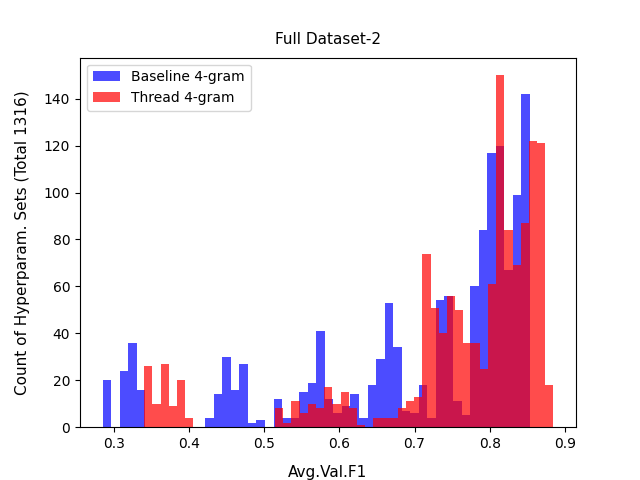 Full Dataset-2
Baseline 4-gram
Thread 4-gram
Count of Hyperparam. Sets (Total 1316)
140
120
100
80
60
40
20
0
0.3 0.4 0.5 0.6 0.7 0.8 0.9
Avg.Val.F1